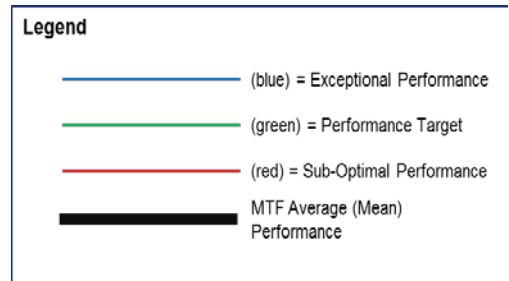 Legend
(blue) = Exceptional Performance
(green) = Performance Target
(red) = Sub-Optimal Performance
MTF Average (Mean)
Performance